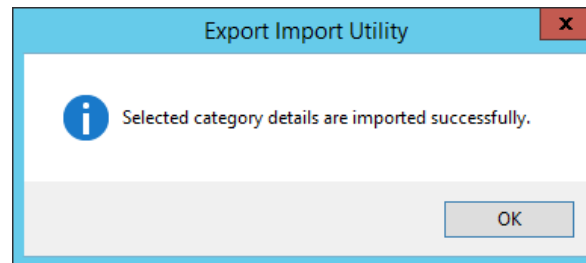 Export Import Utility
x
Selected category details are imported successfully.
OK